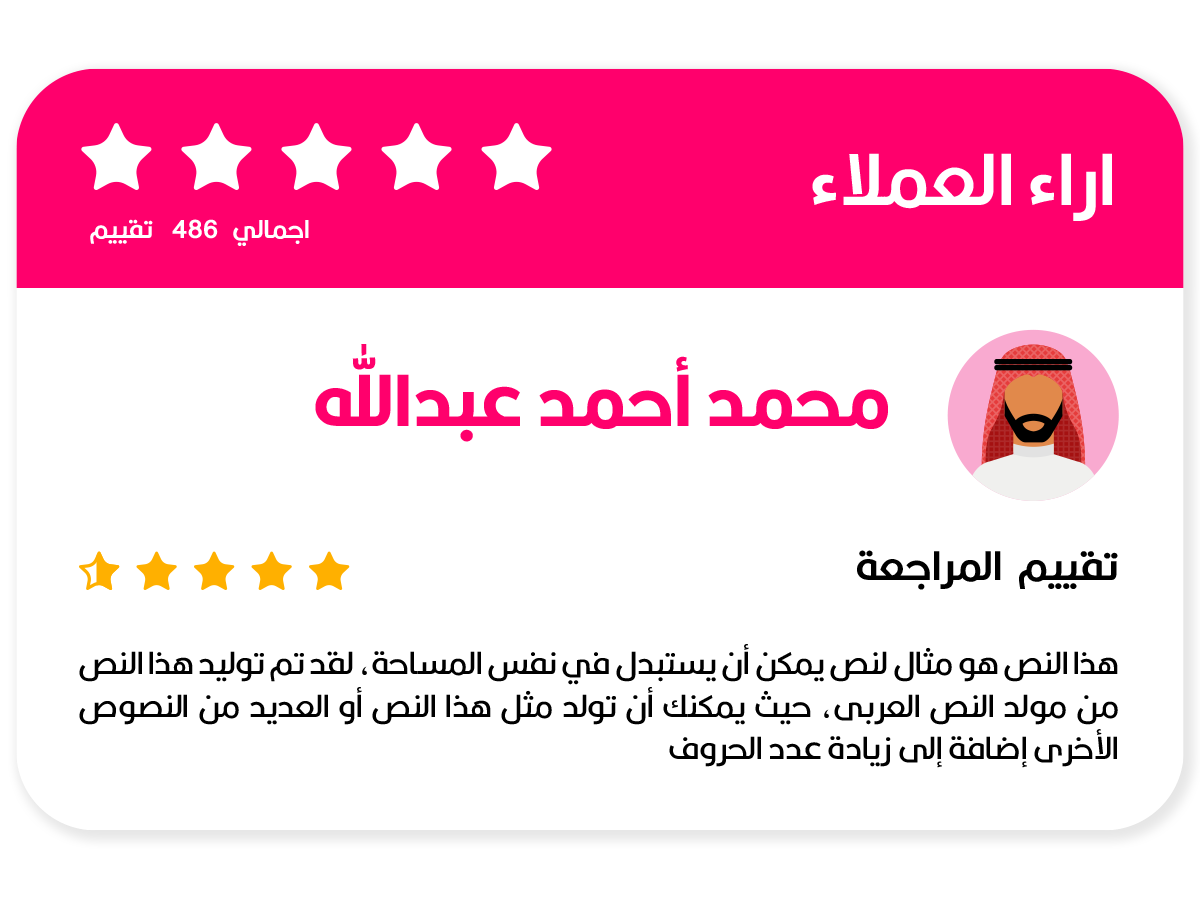 اراء العملاء
اجمالي 486 تقييم
محمد أحمد عبدالله
تقييم المراجعة
هذا النص هو مثال لنص يمكن أن يستبدل في نفس المساحة، لقد تم توليد هذا النص
من مولد النص العربى، حيث يمكنك أن تولد مثل هذا النص أو العديد من النصوص
الأخرى إضافة إلى زيادة عدد الحروف